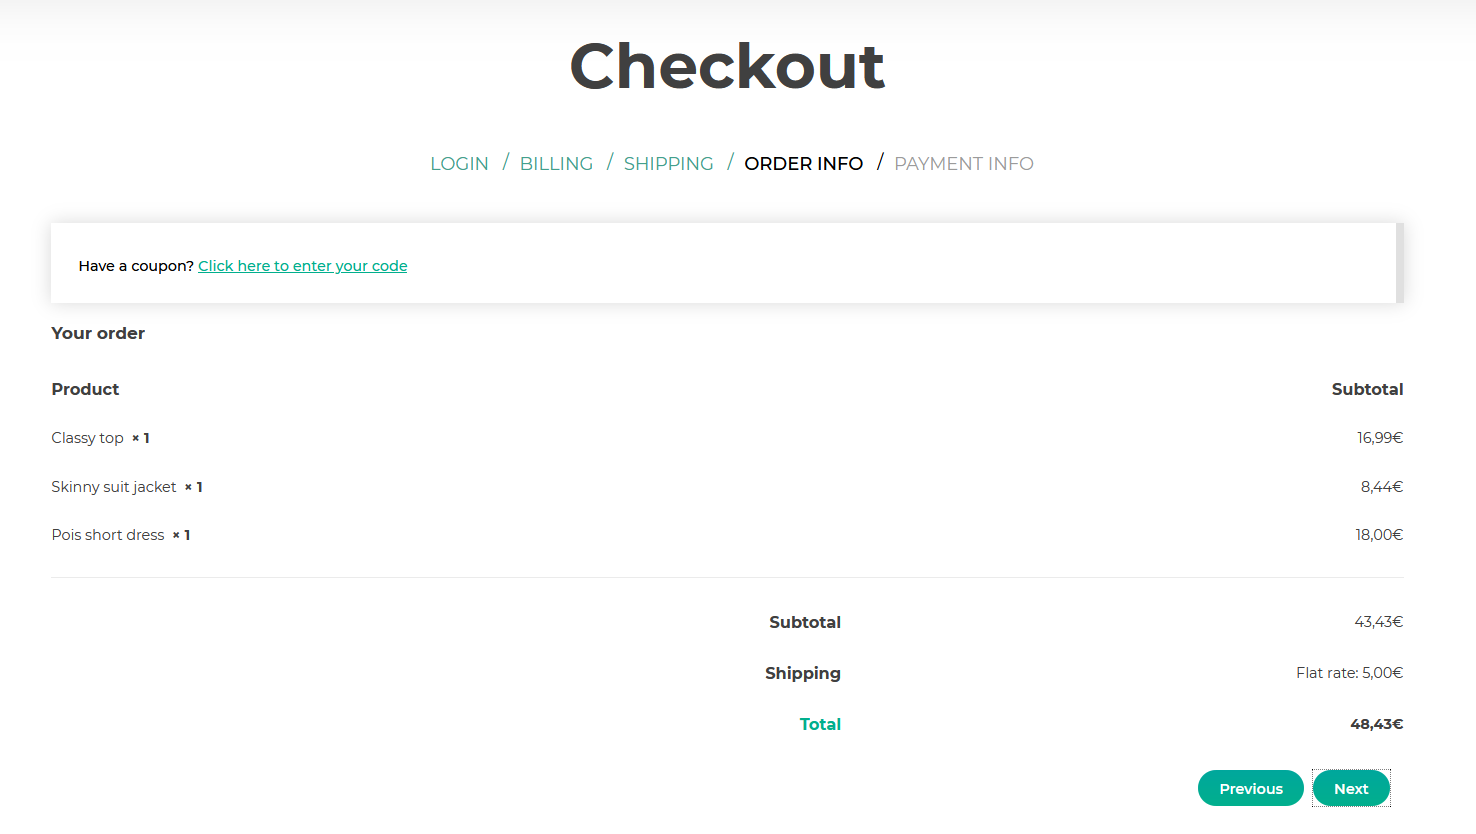 Checkout
LOGIN / BILLING / SHIPPING / ORDER INFO / PAYMENT INFO
Have a coupon? Click here to enter your code
Your order
Product Subtotal
Classy top × 1 16,99€
Skinny suit jacket × 1 8,44€
Pois short dress × 1 18,00€
Subtotal 43,43€
Shipping Flat rate: 5,00€
Total 48,43€
Previous Next